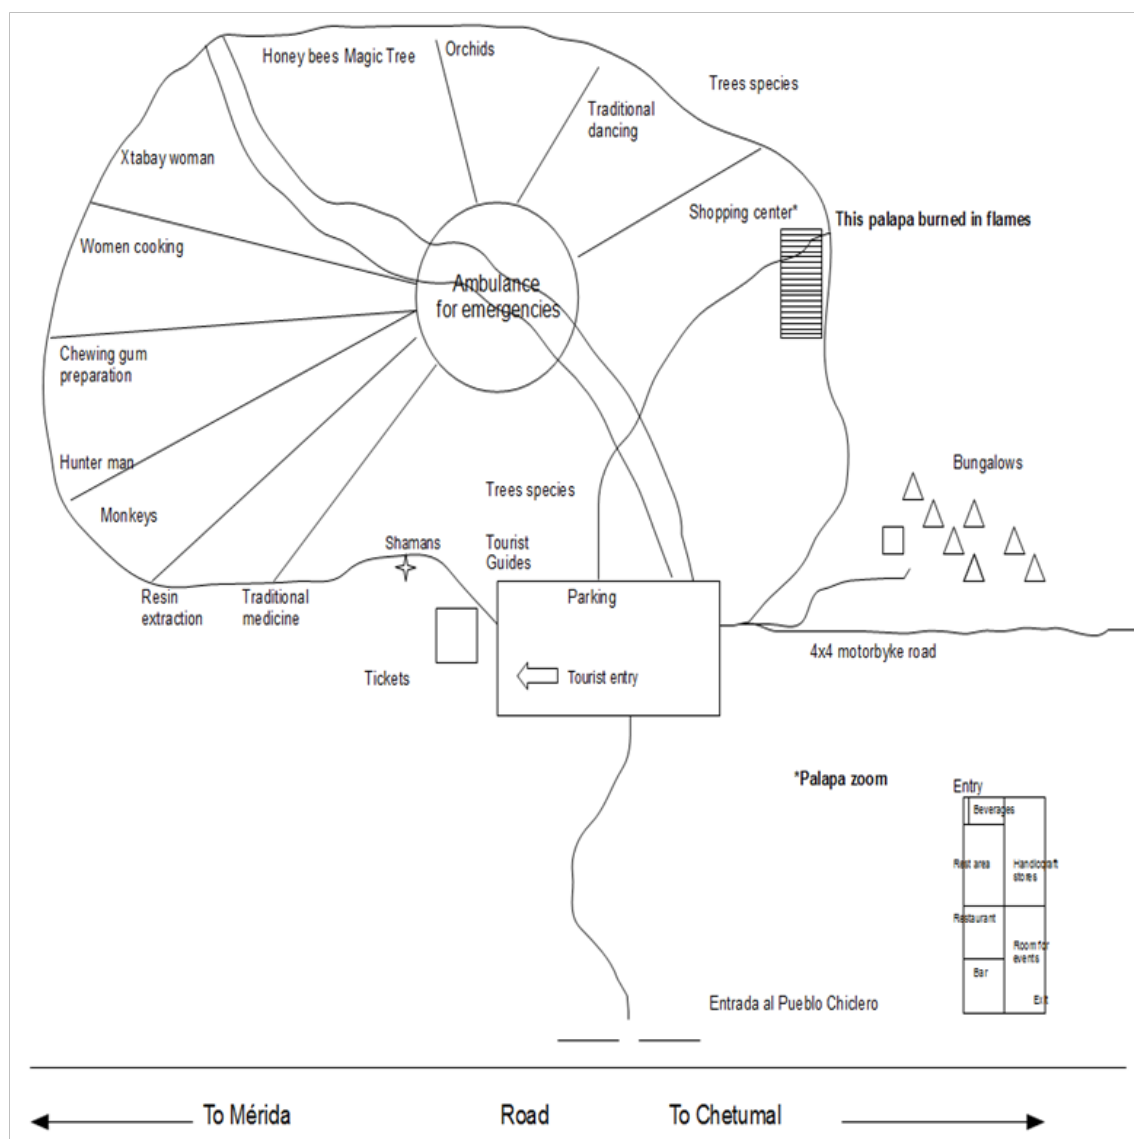 Honey bees Magic Tree
Orchids
Trees species
Traditional
dancing
Xtabay woman
Shopping center*
This palapa burned in flames
Women cooking
Ambulance
for emergencies
Chewing gum
preparation
Hunter man
Bungalows
Trees species
Monkeys
Shamans
Tourist
Guides
Resin
extraction
Traditional
medicine
Parking
4x4 motorbyke road
Tickets
Tourist entry
*Palapa zoom
Entry
Beverages
Rest area
Handicraft
stores
Restaurant
Room for
events
Bar
Exit
Entrada al Pueblo Chiclero
To Mérida
Road
To Chetumal